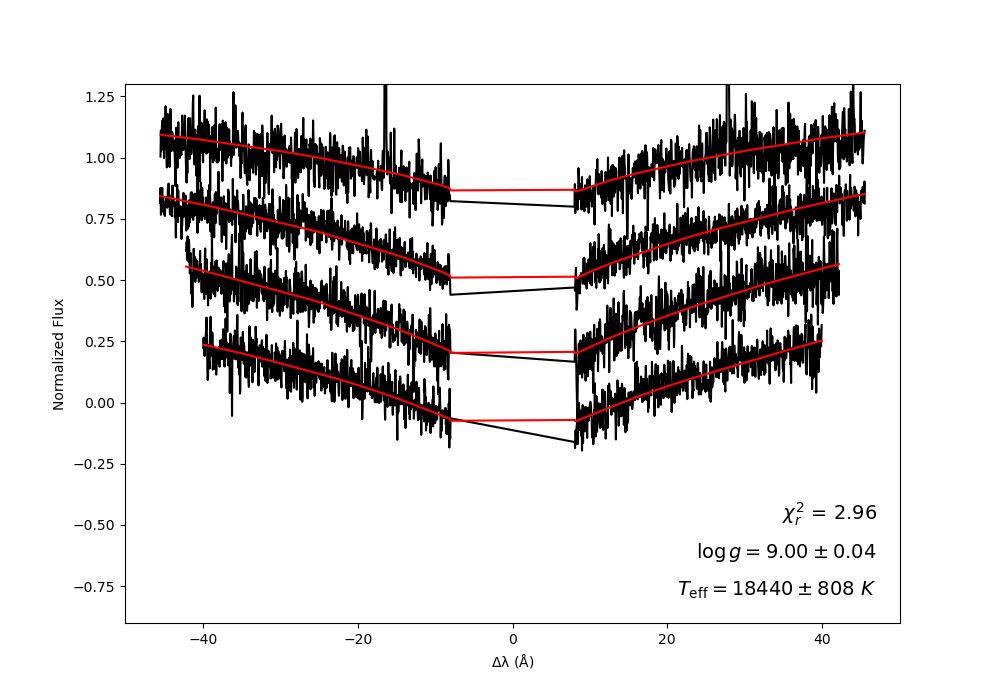 1.25
1.00
0.75
0.50
0.25
0.00
−0.25
−0.50
−0.75
Normalized Flux
χ²ᵣ = 2.96
log g = 9.00 ± 0.04
T_eff = 18440 ± 808 K
−40 −20 0 20 40
Δλ (Å)